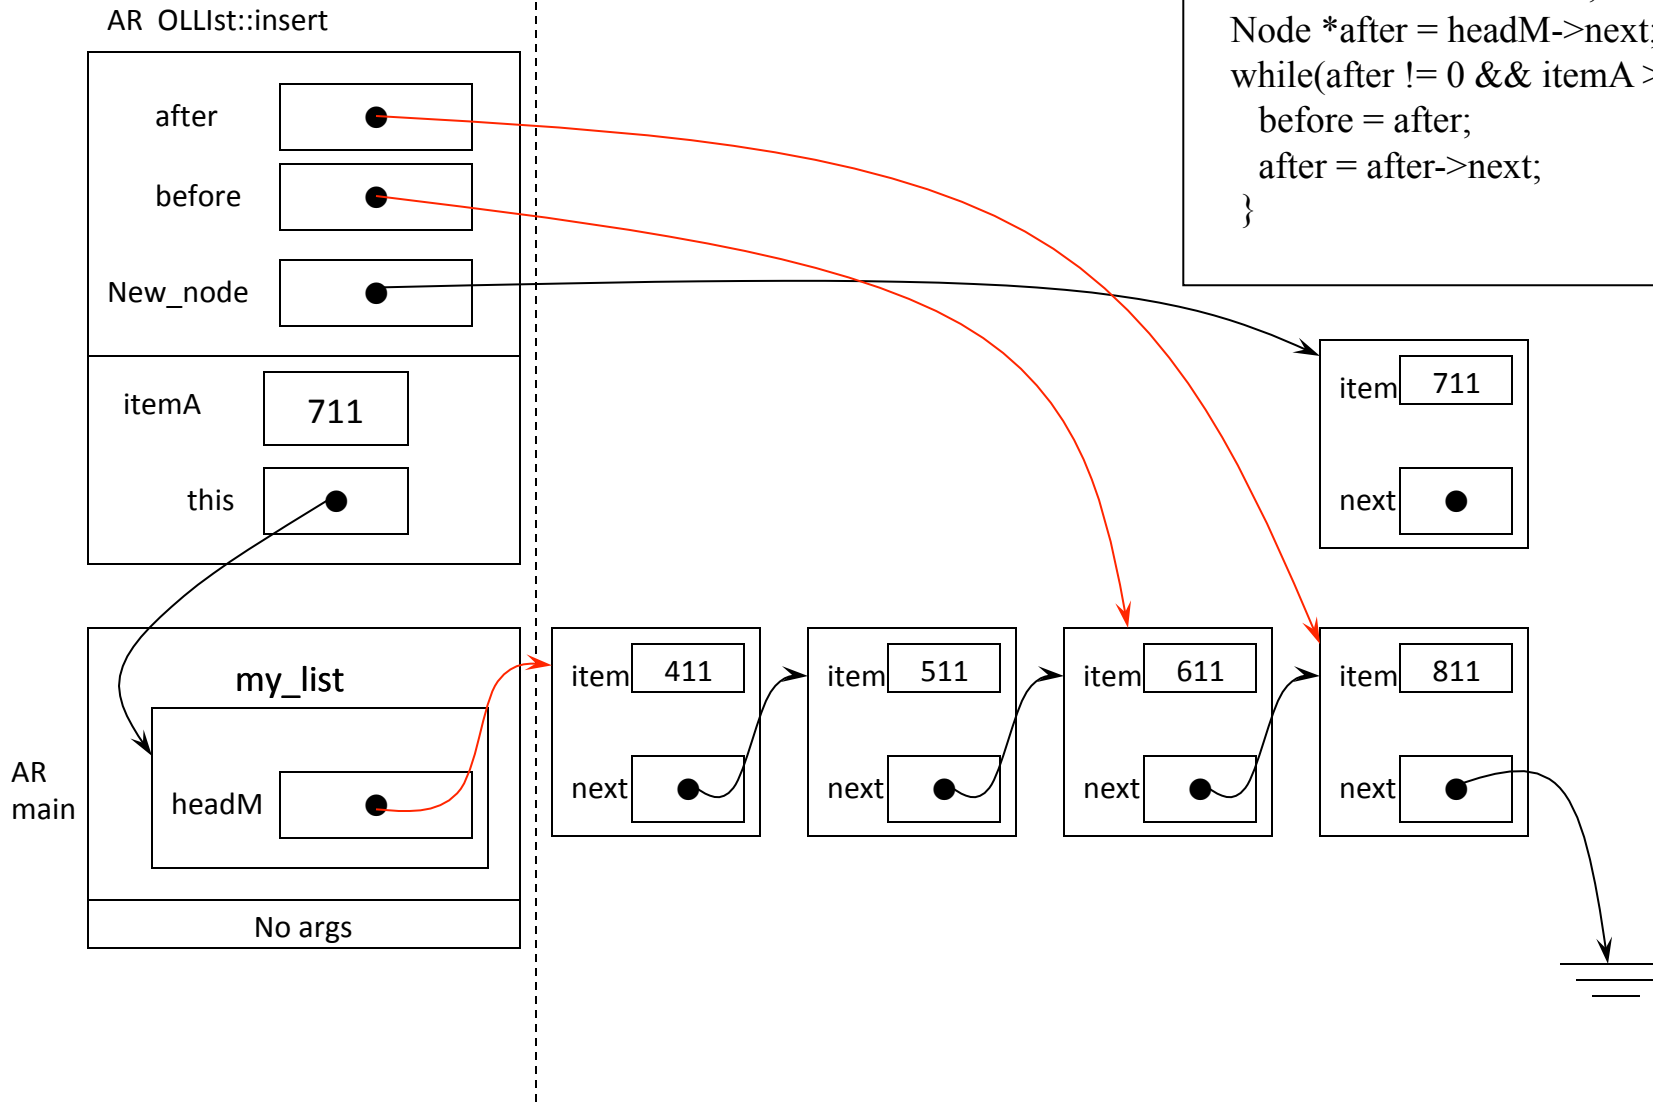 AR OLLIst::insert
after
before
New_node
itemA
711
this
Node *after = headM->next;
while(after != 0 && itemA >
before = after;
after = after->next;
}
item 711
next
AR
main
my_list
headM
No args
item 411
next
item 511
next
item 611
next
item 811
next